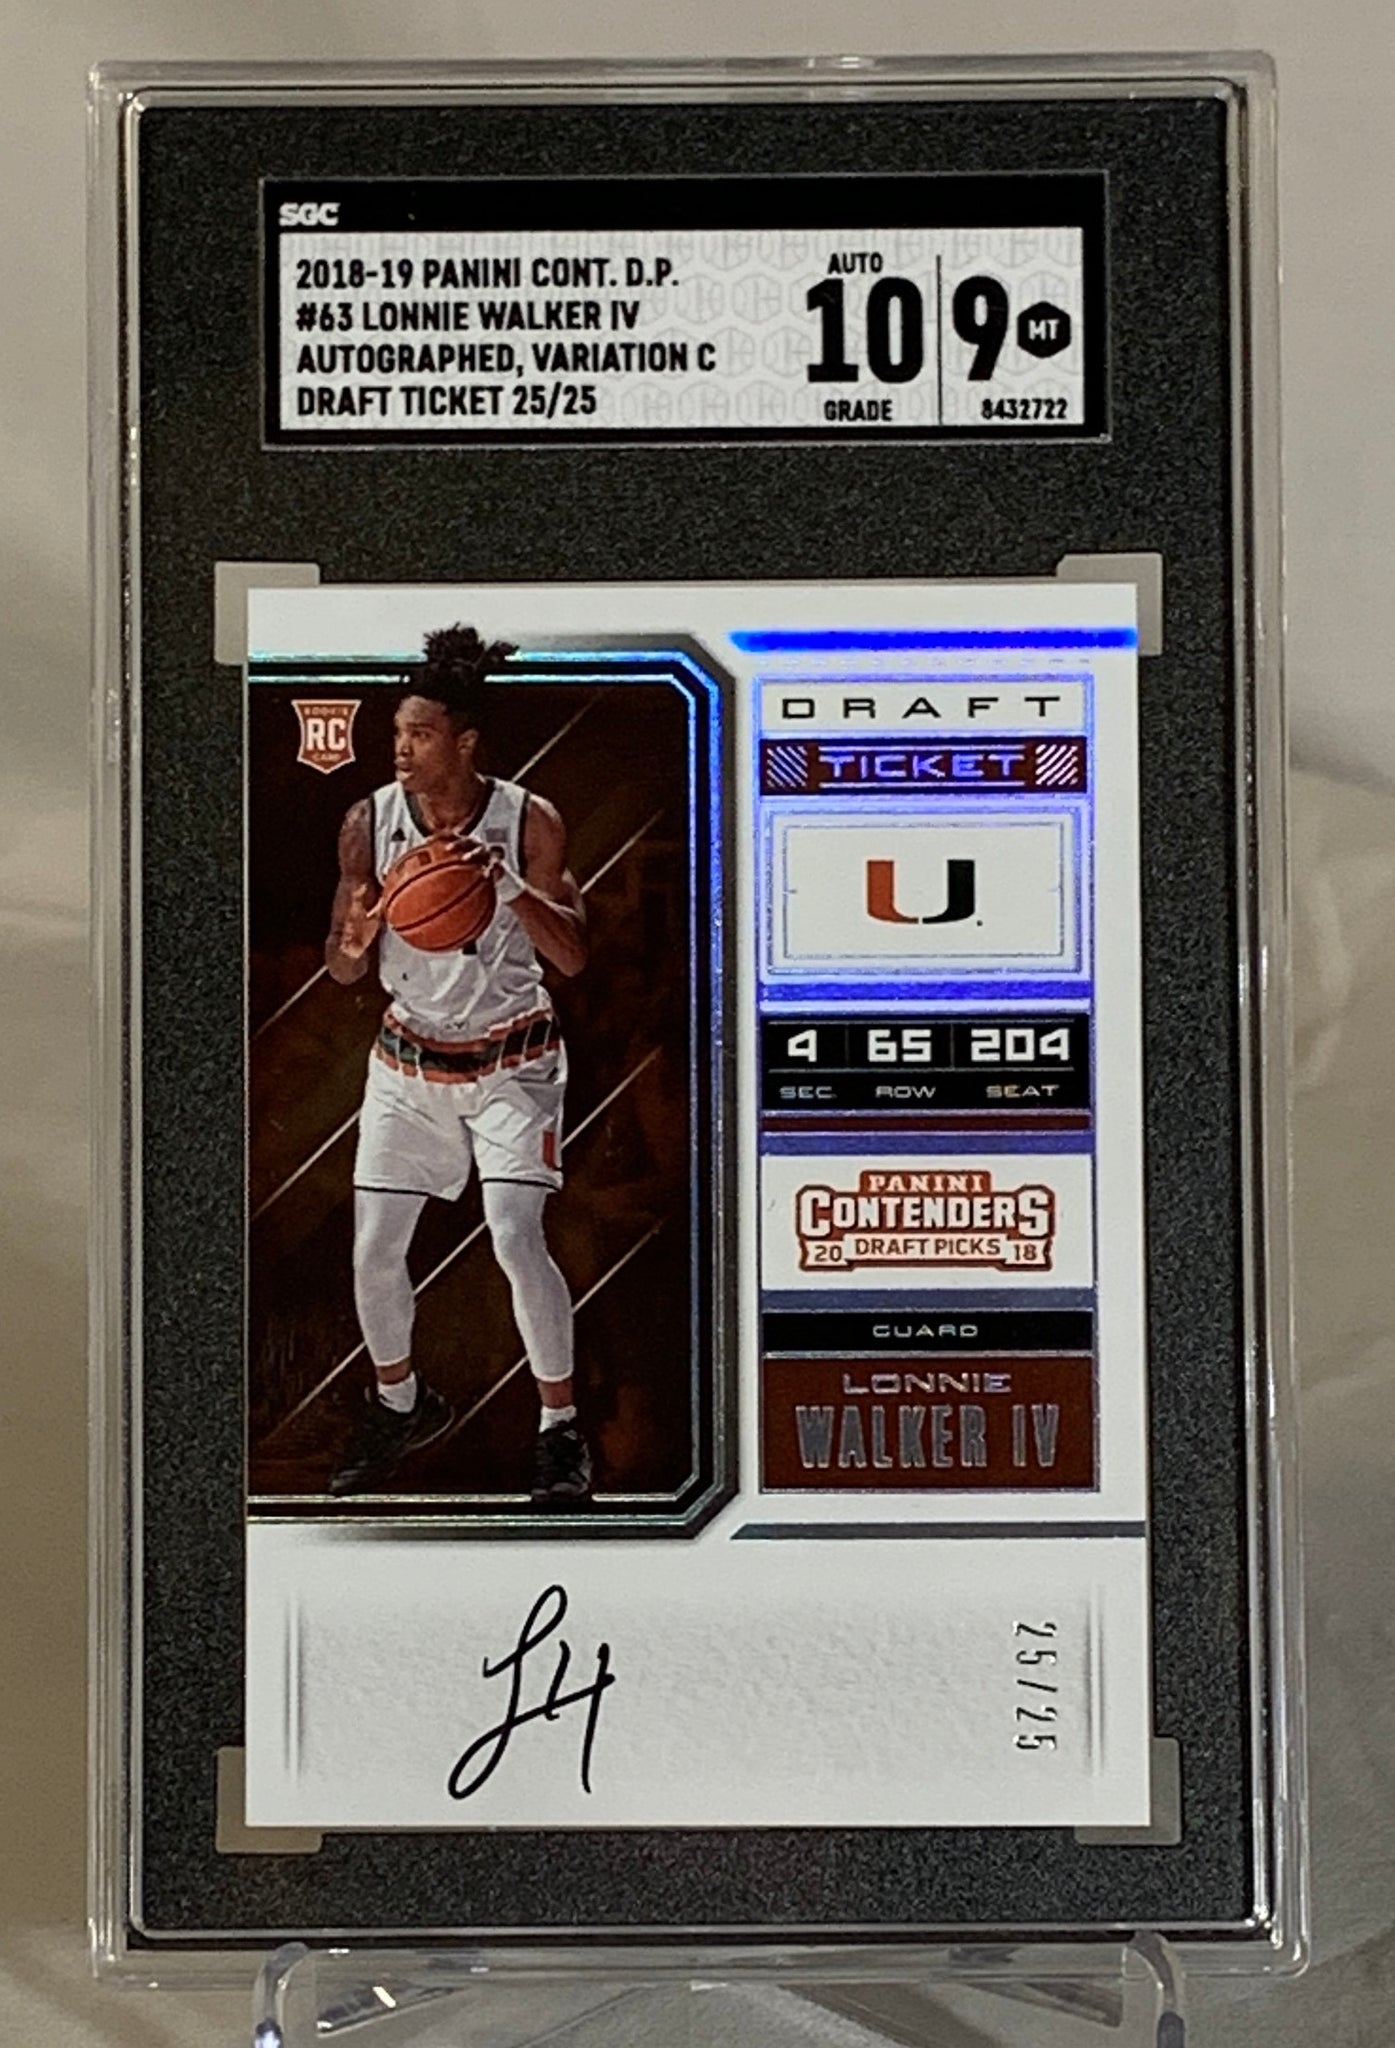 SGC
2018-19 PANINI CONT. D.P.
#63 LONNIE WALKER IV
AUTOGRAPHED, VARIATION C
DRAFT TICKET 25/25
AUTO
10
GRADE
9 MT
8432722
ROOKIE
RC
CARD
DRAFT
TICKET
U
4 65 204
SEC. ROW SEAT
PANINI
CONTENDERS
20 DRAFT PICKS 18
GUARD
LONNIE
WALKER IV
25/25